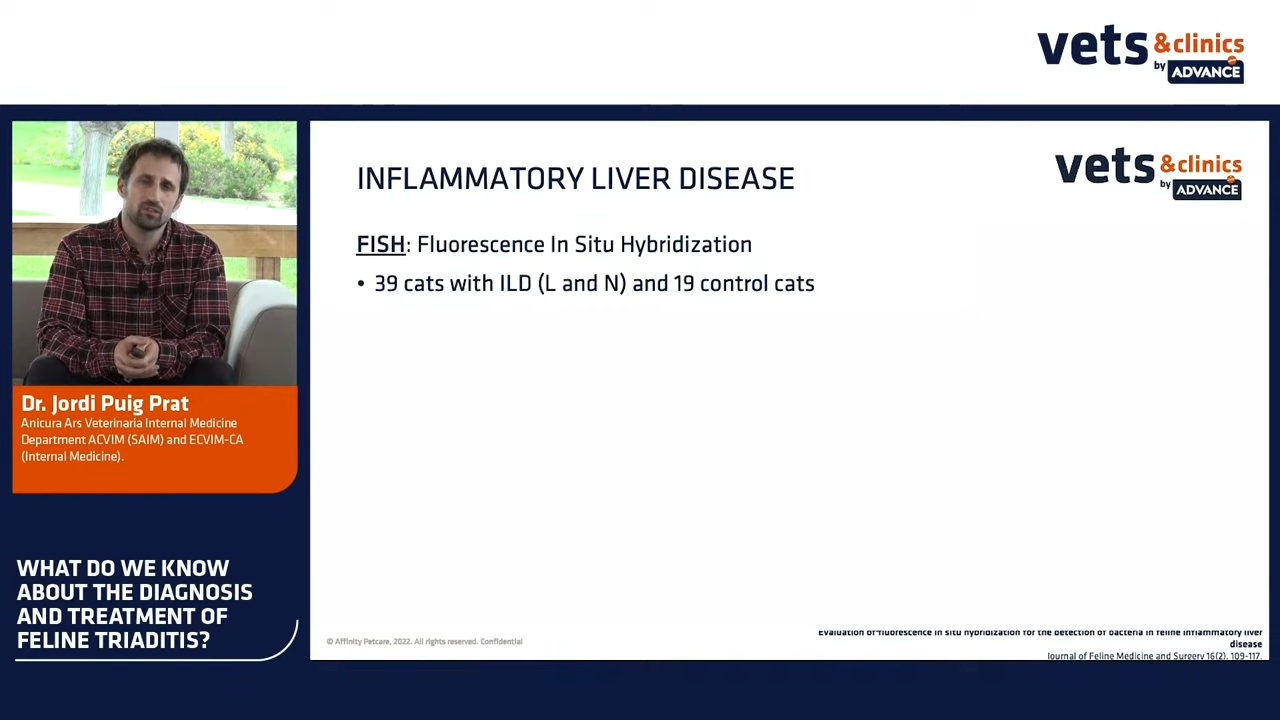 vets &clinics
by ADVANCE
INFLAMMATORY LIVER DISEASE
vets &clinics
by ADVANCE
FISH: Fluorescence In Situ Hybridization
• 39 cats with ILD (L and N) and 19 control cats
Dr. Jordi Puig Prat
Anicura Ars Veterinaria Internal Medicine
Department ACVIM (SAIM) and ECVIM-CA
(Internal Medicine).
WHAT DO WE KNOW
ABOUT THE DIAGNOSIS
AND TREATMENT OF
FELINE TRIADITIS?
© Affinity Petcare, 2022. All rights reserved. Confidential
Evaluation of fluorescence in situ hybridization for the detection of bacteria in feline inflammatory liver
disease
Journal of Feline Medicine and Surgery 16(2), 109-117.